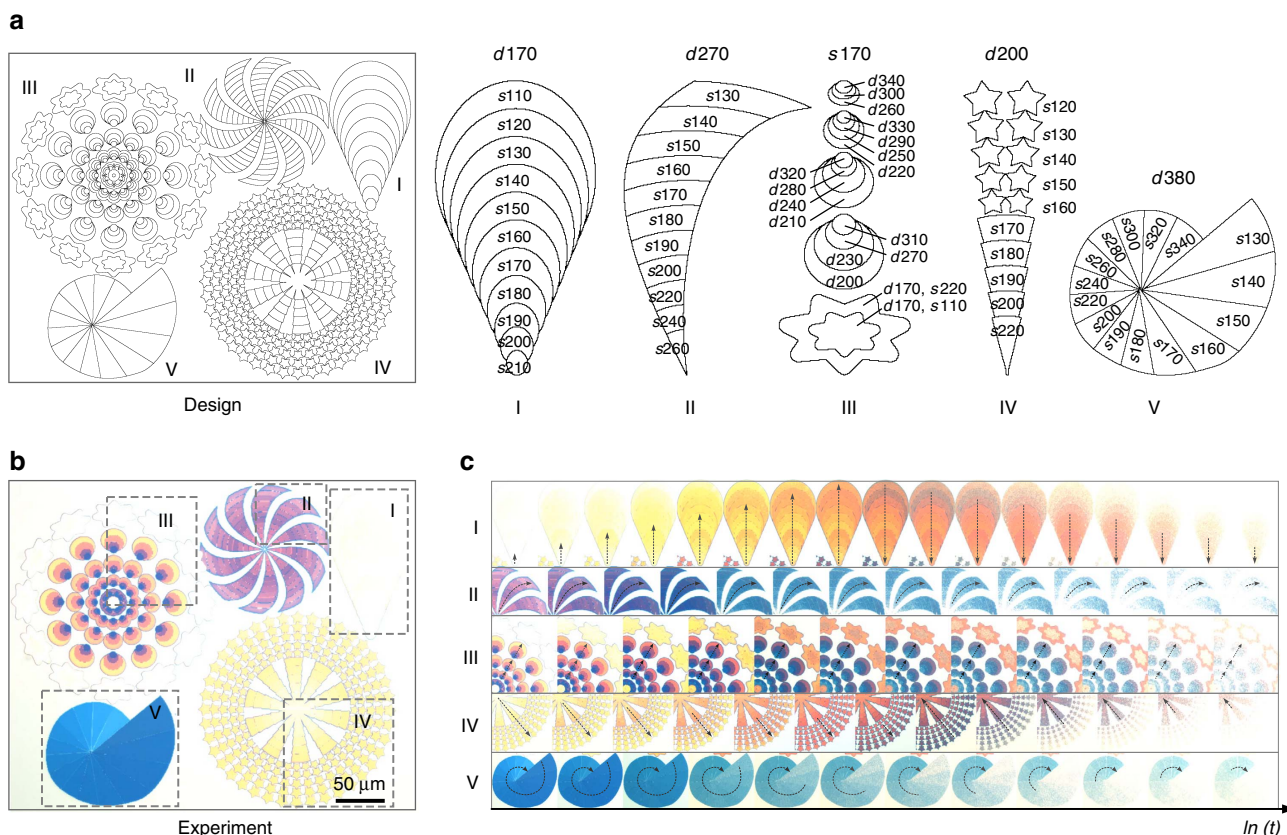 a
III
II
I
V
IV
Design
d170
s110
s120
s130
s140
s150
s160
s170
s180
s190
s200
s210
I
d270
s130
s140
s150
s160
s170
s180
s190
s200
s220
s240
s260
II
s170
d340
d300
d260
d330
d290
d250
d220
d320
d280
d240
d210
d310
d270
d230
d200
d170, s220
d170, s110
III
d200
s120
s130
s140
s150
s160
s170
s180
s190
s200
s220
IV
d380
s130
s140
s150
s160
s170
s180
s190
s200
s220
s240
s260
s280
s300
s320
s340
V
b
III
II
I
V
IV
50 μm
Experiment
c
I
II
III
IV
V
ln (t)